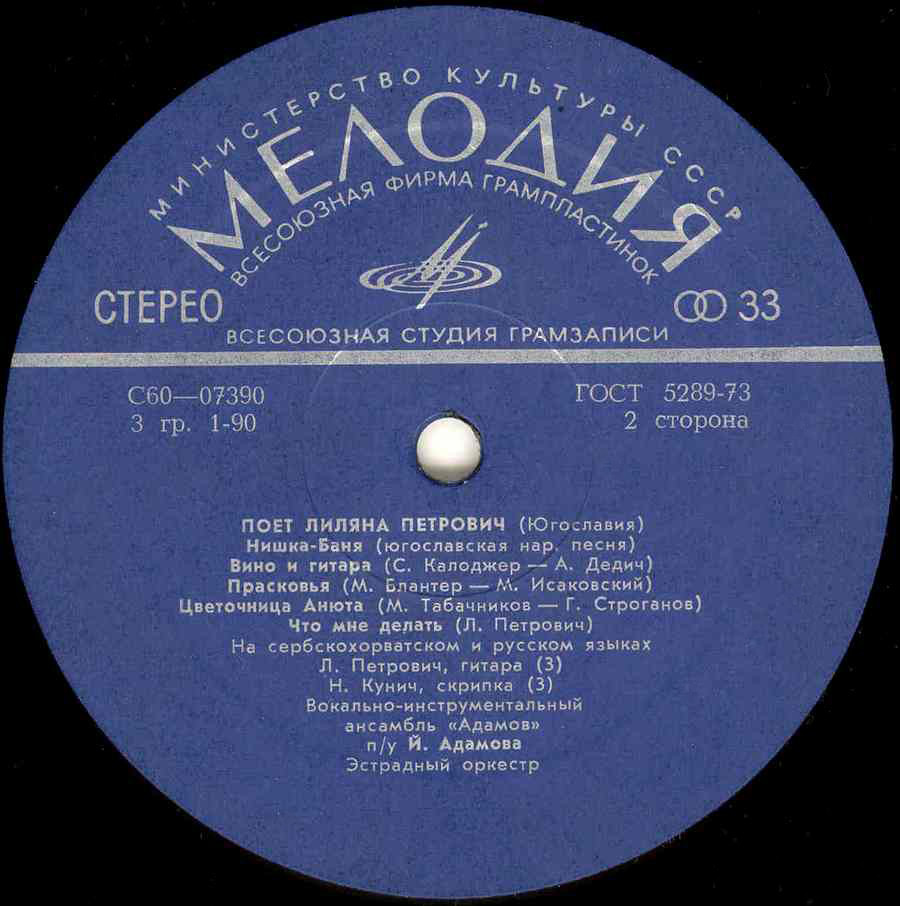 МИНИСТЕРСТВО КУЛЬТУРЫ СССР
МЕЛОДИЯ
ВСЕСОЮЗНАЯ ФИРМА ГРАМПЛАСТИНОК
СТЕРЕО
33
ВСЕСОЮЗНАЯ СТУДИЯ ГРАМЗАПИСИ
С60—07390
ГОСТ 5289-73
3 гр. 1-90
2 сторона
ПОЕТ ЛИЛЯНА ПЕТРОВИЧ (Югославия)
Нишка-Баня (югославская нар. песня)
Вино и гитара (С. Калоджер — А. Дедич)
Прасковья (М. Блантер — М. Исаковский)
Цветочница Анюта (М. Табачников — Г. Строганов)
Что мне делать (Л. Петрович)
На сербскохорватском и русском языках
Л. Петрович, гитара (3)
Н. Кунич, скрипка (3)
Вокально-инструментальный
ансамбль «Адамов»
п/у Й. Адамова
Эстрадный оркестр